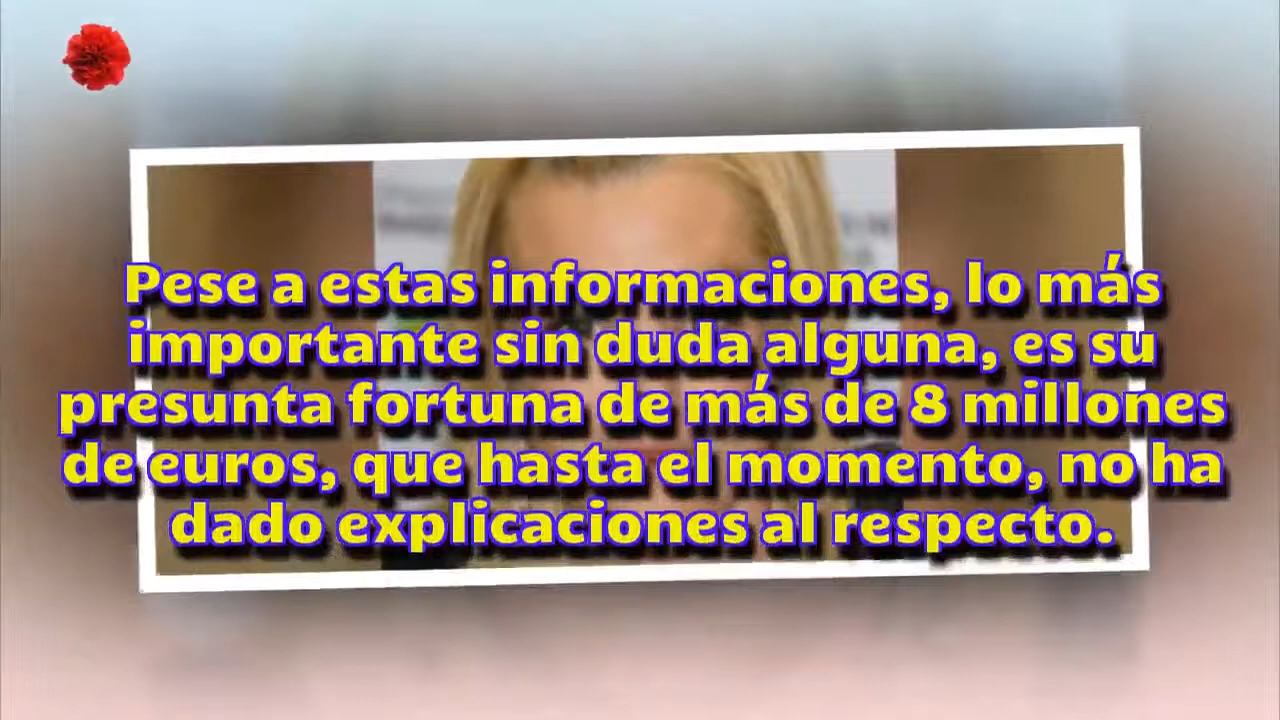 Pese a estas informaciones, lo más
importante sin duda alguna, es su
presunta fortuna de más de 8 millones
de euros, que hasta el momento, no ha
dado explicaciones al respecto.